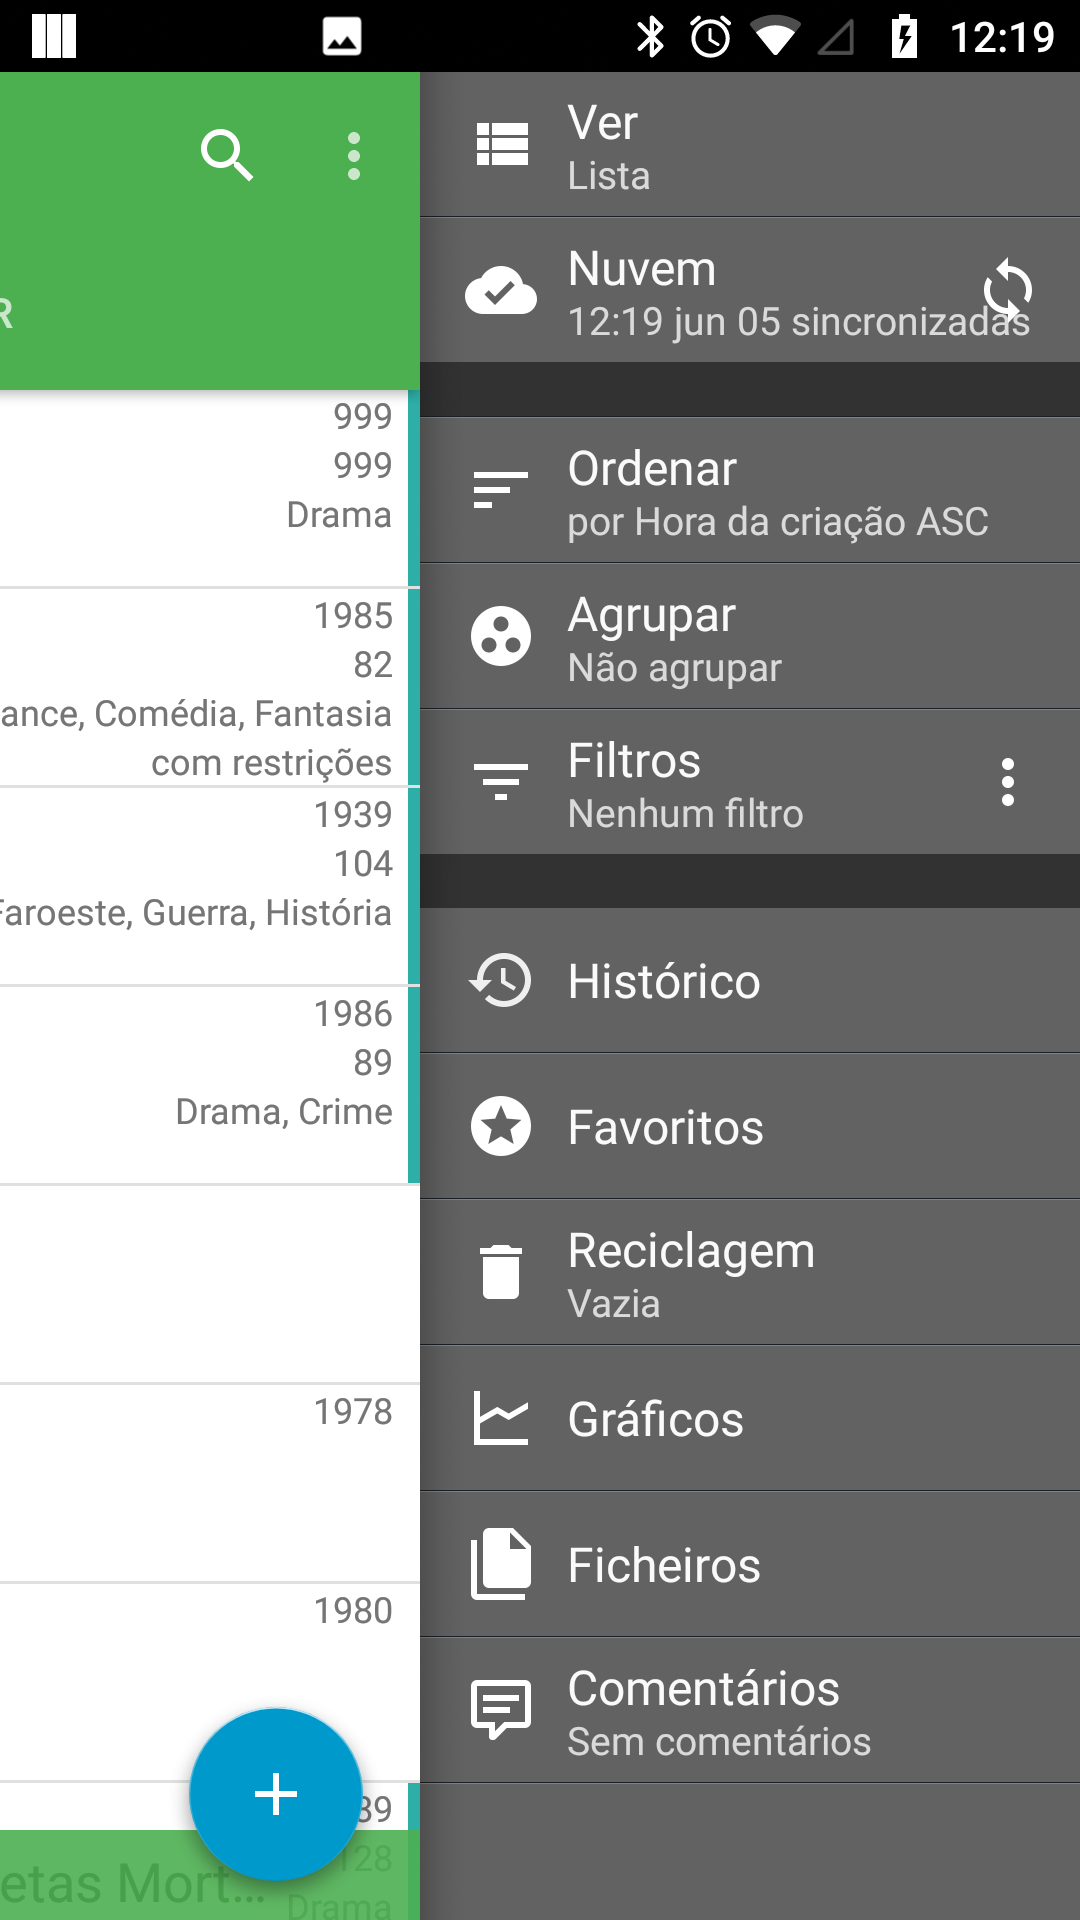 12:19
R
999
999
Drama
1985
82
ance, Comédia, Fantasia
com restrições
1939
104
Faroeste, Guerra, História
1986
89
Drama, Crime
1978
1980
89
128
etas Mort...
Drama
Ver
Lista
Nuvem
12:19 jun 05 sincronizadas
Ordenar
por Hora da criação ASC
Agrupar
Não agrupar
Filtros
Nenhum filtro
Histórico
Favoritos
Reciclagem
Vazia
Gráficos
Ficheiros
Comentários
Sem comentários